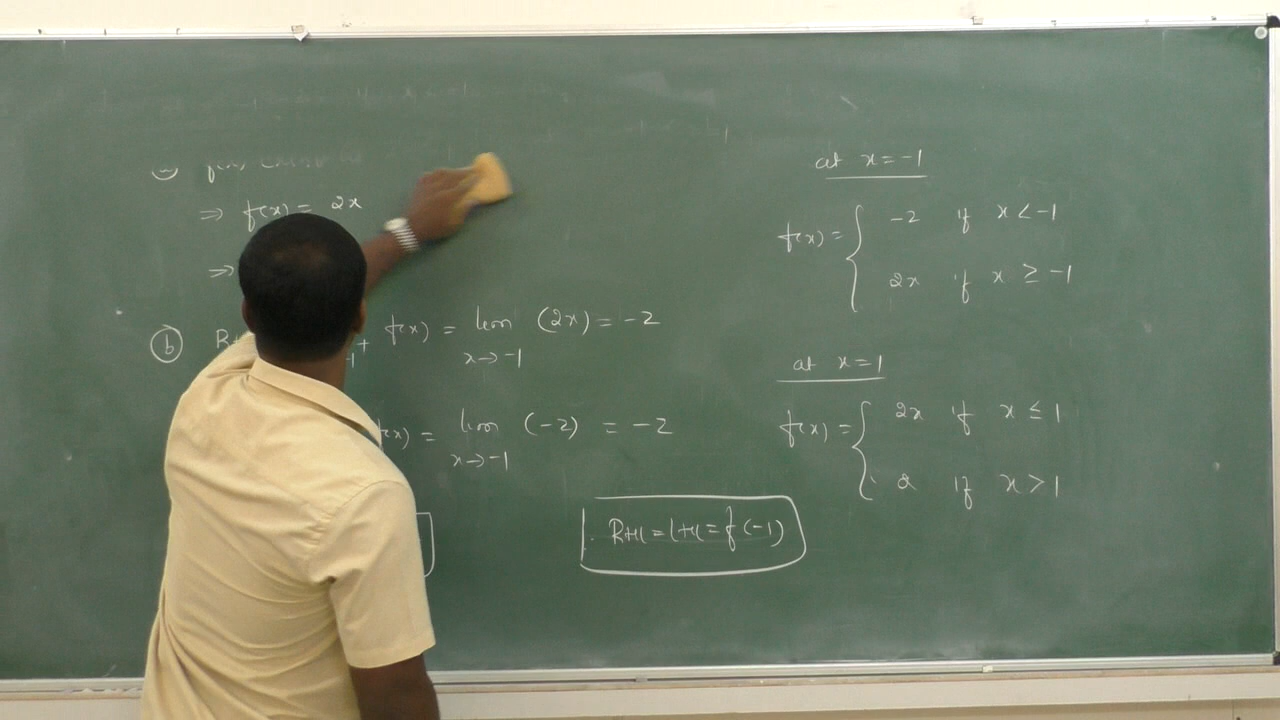 ⇒ f(x) = 2x
⇒
(b) R f(x) = lim (2x) = -2
x→-1
f(x) = lim (-2) = -2
x→-1
RHL = LHL = f(-1)
at x = -1
f(x) = { -2 if x < -1
2x if x ≥ -1
at x = 1
f(x) = { 2x if x ≤ 1
2 if x > 1